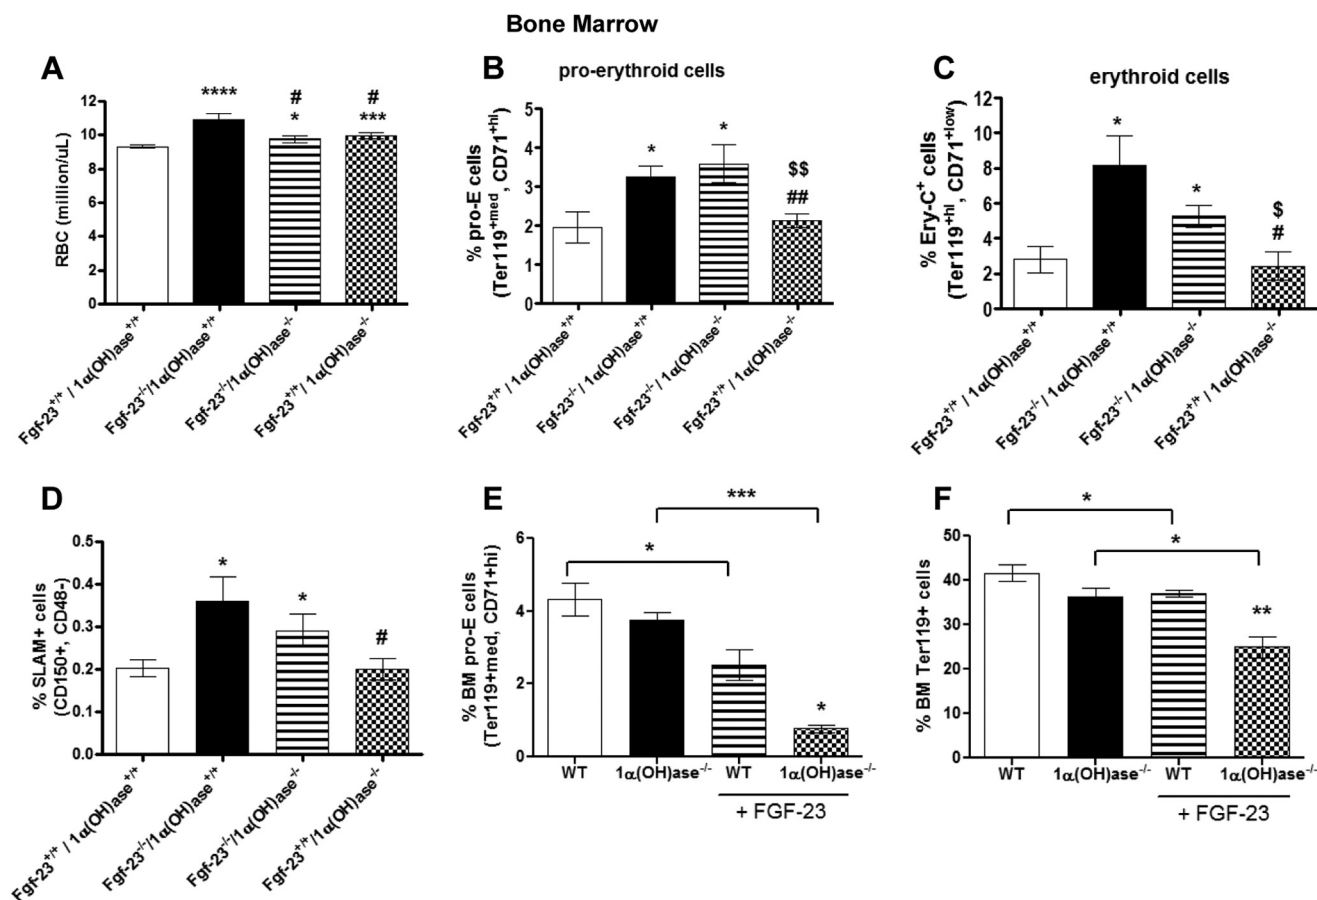 Bone Marrow
A
RBC (million/uL)
12
10
8
6
4
2
0
****
#
*
#
***
Fgf-23+/+ / 1α(OH)ase+/+
Fgf-23-/-/1α(OH)ase+/+
Fgf-23-/-/1α(OH)ase-/-
Fgf-23+/+ / 1α(OH)ase-/-
B
pro-erythroid cells
% pro-E cells
(Ter119+med, CD71+hi)
5
4
3
2
1
0
*
*
$$
##
Fgf-23+/+ / 1α(OH)ase+/+
Fgf-23-/- / 1α(OH)ase+/+
Fgf-23-/- / 1α(OH)ase-/-
Fgf-23+/+ / 1α(OH)ase-/-
C
erythroid cells
% Ery-C+ cells
(Ter119+hi, CD71+low)
12
10
8
6
4
2
0
*
*
$
#
Fgf-23+/+ / 1α(OH)ase+/+
Fgf-23-/- / 1α(OH)ase+/+
Fgf-23-/- / 1α(OH)ase-/-
Fgf-23+/+ / 1α(OH)ase-/-
D
% SLAM+ cells
(CD150+, CD48-)
0.5
0.4
0.3
0.2
0.1
0.0
*
*
#
Fgf-23+/+ / 1α(OH)ase+/+
Fgf-23-/-/1α(OH)ase+/+
Fgf-23-/-/1α(OH)ase-/-
Fgf-23+/+/1α(OH)ase-/-
E
% BM pro-E cells
(Ter119+med, CD71+hi)
6
4
2
0
***
*
*
WT
1α(OH)ase-/-
WT
1α(OH)ase-/-
+ FGF-23
F
% BM Ter119+ cells
50
40
30
20
10
0
*
*
**
WT
1α(OH)ase-/-
WT
1α(OH)ase-/-
+ FGF-23